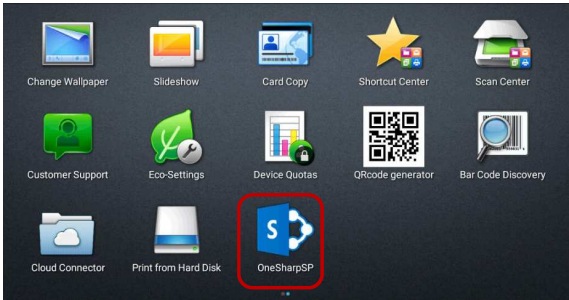 Change Wallpaper
Slideshow
Card Copy
Shortcut Center
Scan Center
Customer Support
Eco-Settings
Device Quotas
QRcode generator
Bar Code Discovery
Cloud Connector
Print from Hard Disk
S
OneSharpSP